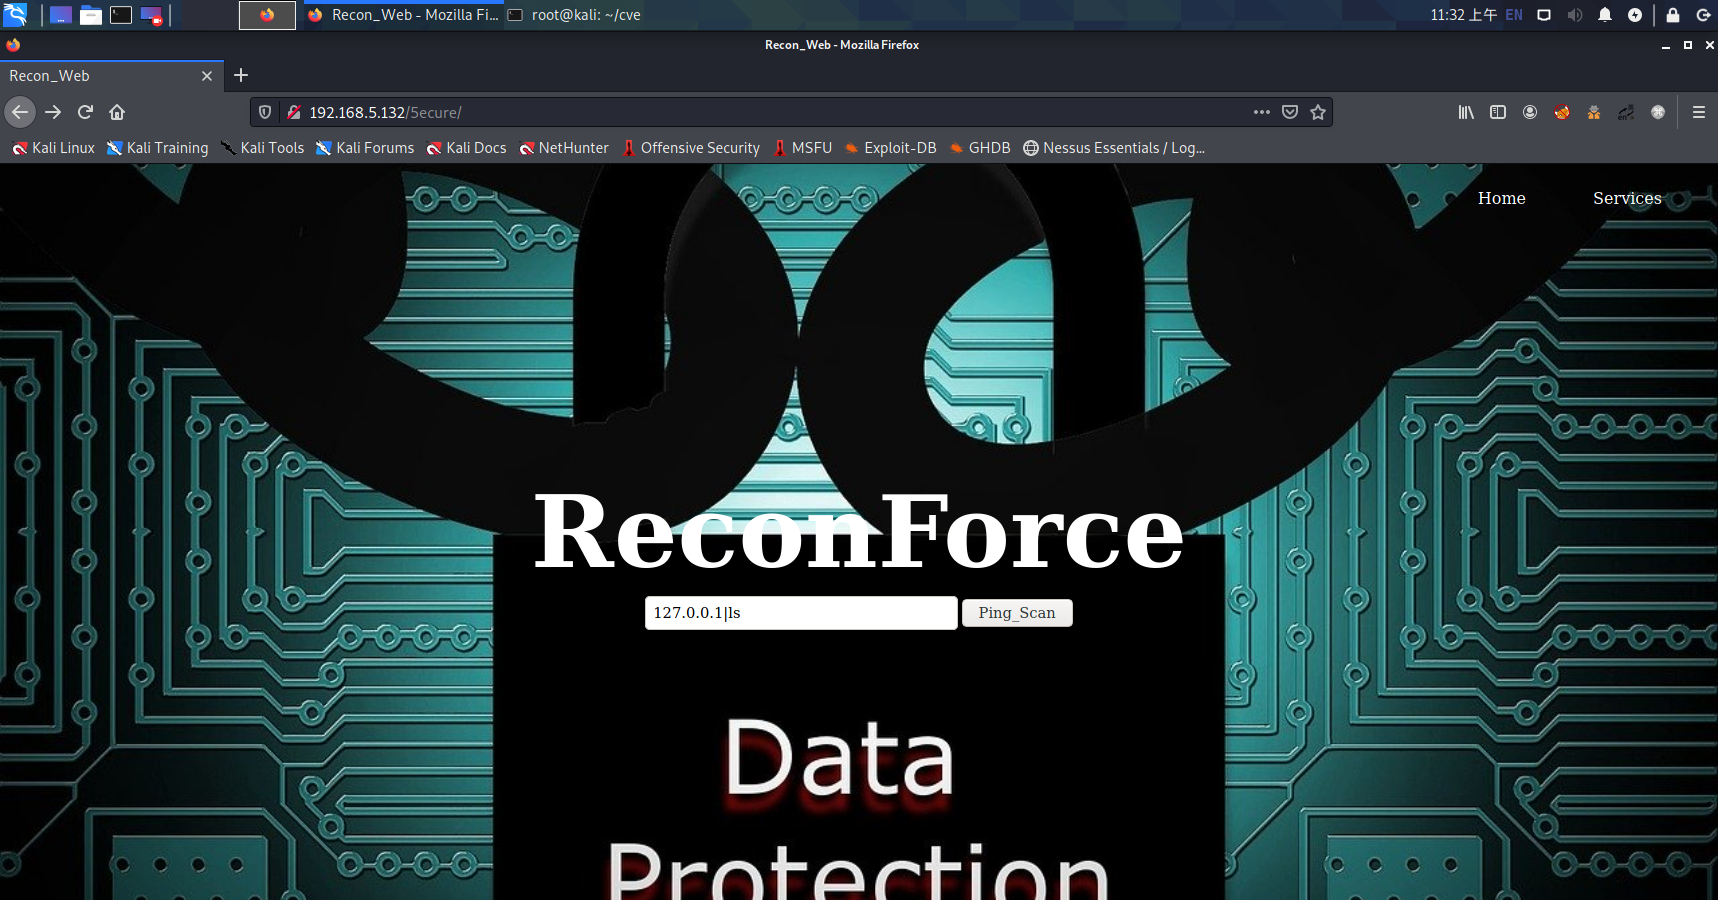 Recon_Web - Mozilla Fi...
root@kali: ~/cve
11:32 上午
EN
Recon_Web - Mozilla Firefox
Recon_Web
192.168.5.132/5ecure/
Kali Linux
Kali Training
Kali Tools
Kali Forums
Kali Docs
NetHunter
Offensive Security
MSFU
Exploit-DB
GHDB
Nessus Essentials / Log...
Home
Services
ReconForce
127.0.0.1|ls
Ping_Scan
Data
Protection